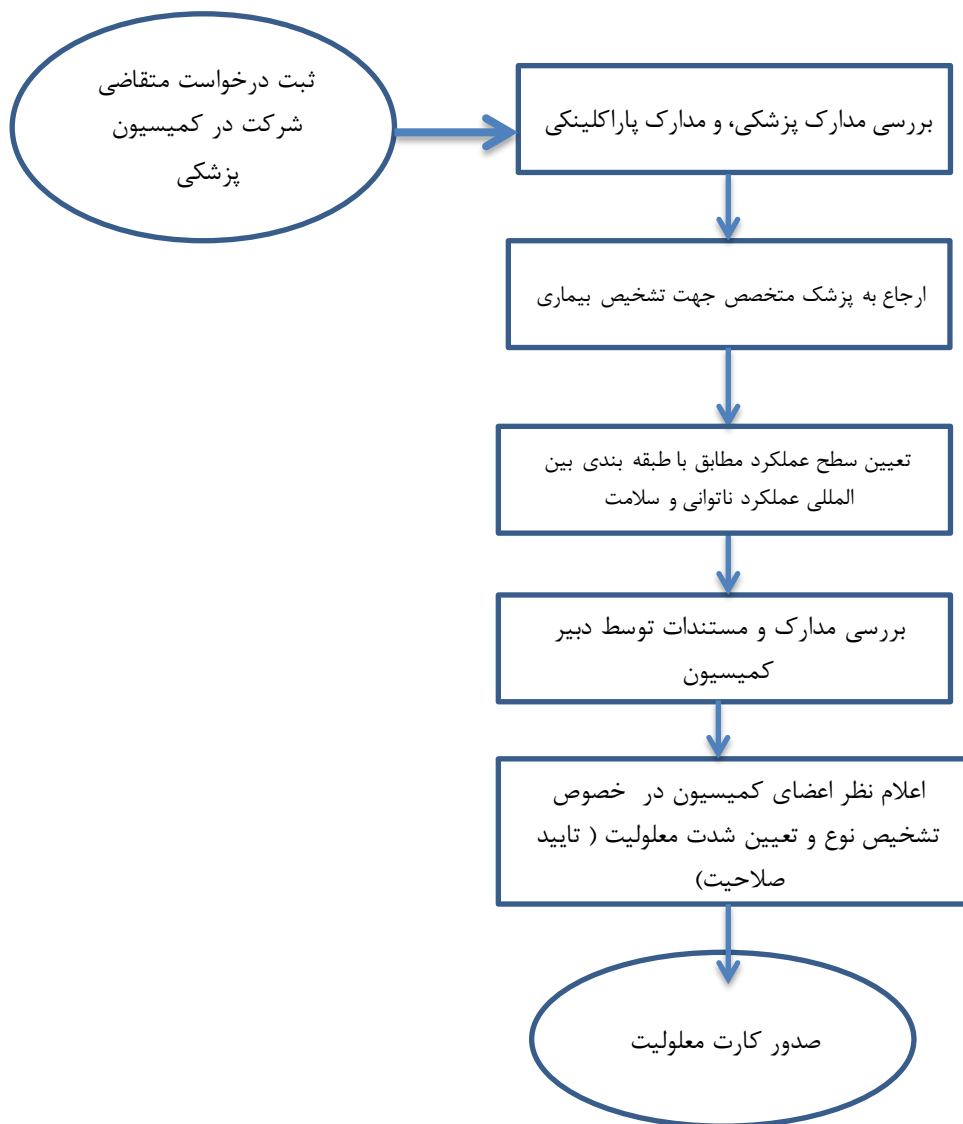 ثبت درخواست متقاضی
شرکت در کمیسیون
پزشکی
بررسی مدارک پزشکی، و مدارک پاراکلینکی
ارجاع به پزشک متخصص جهت تشخیص بیماری
تعیین سطح عملکرد مطابق با طبقه بندی بین
المللی عملکرد ناتوانی و سلامت
بررسی مدارک و مستندات توسط دبیر
کمیسیون
اعلام نظر اعضای کمیسیون در خصوص
تشخیص نوع و تعیین شدت معلولیت ( تایید
صلاحیت)
صدور کارت معلولیت